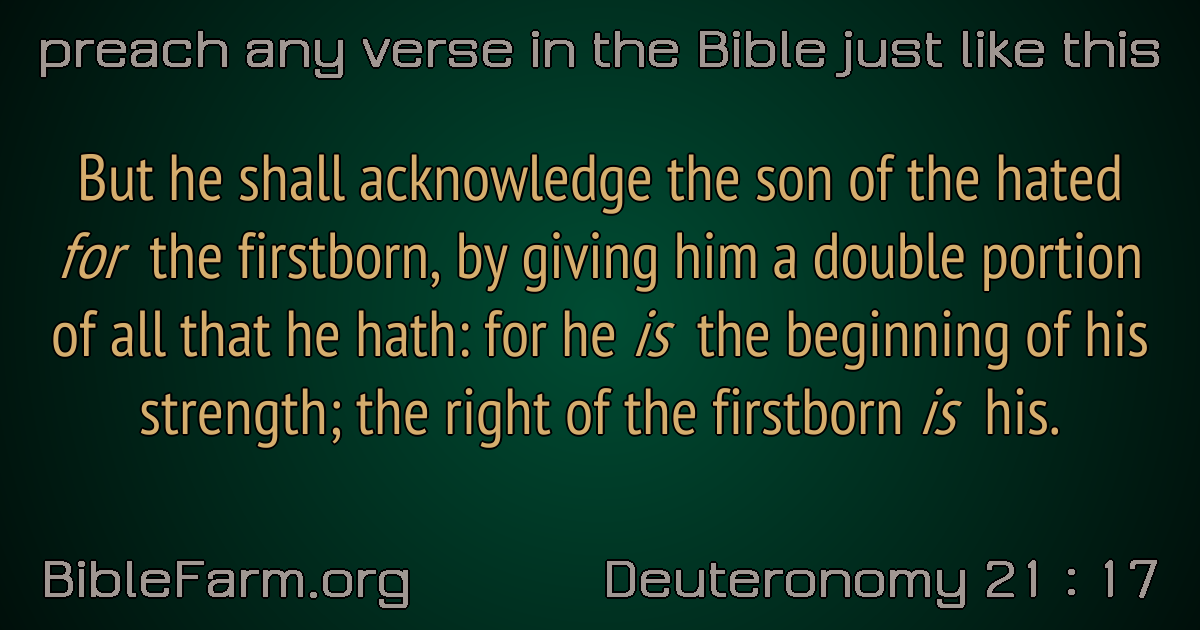 preach any verse in the Bible just like this
But he shall acknowledge the son of the hated
for the firstborn, by giving him a double portion
of all that he hath: for he is the beginning of his
strength; the right of the firstborn is his.
BibleFarm.org
Deuteronomy 21 : 17